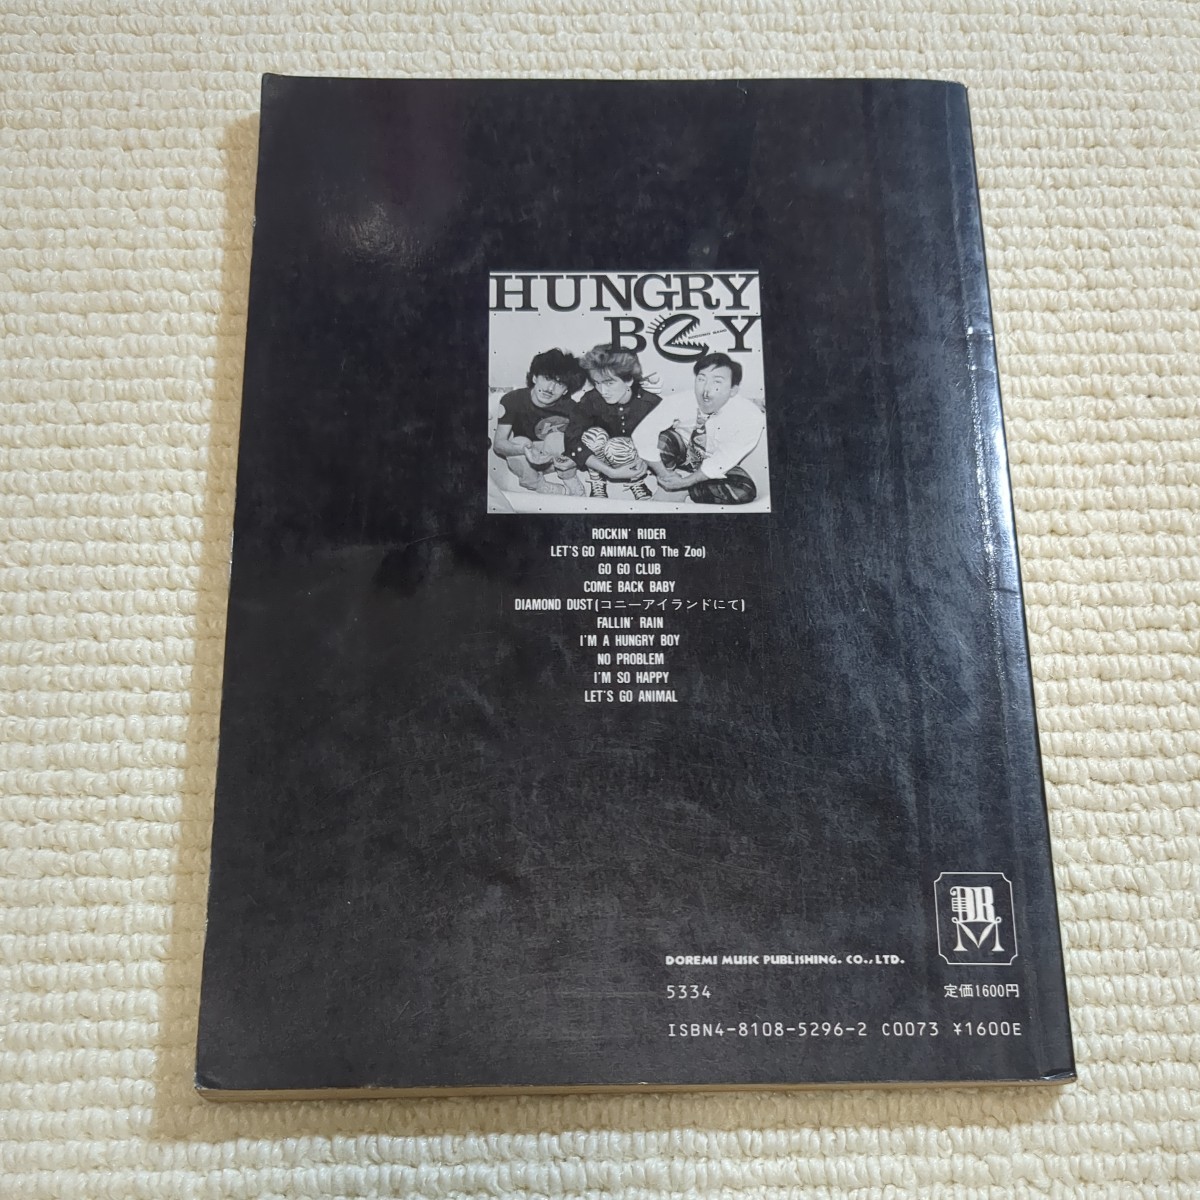 HUNGRY
BOY
ROCKIN' RIDER
LET'S GO ANIMAL (To The Zoo)
GO GO CLUB
COME BACK BABY
DIAMOND DUST (コニーアイランドにて)
FALLIN' RAIN
I'M A HUNGRY BOY
NO PROBLEM
I'M SO HAPPY
LET'S GO ANIMAL
DRM
DOREMI MUSIC PUBLISHING. CO., LTD.
5334 定価1600円
ISBN4-8108-5296-2 C0073 ¥1600E